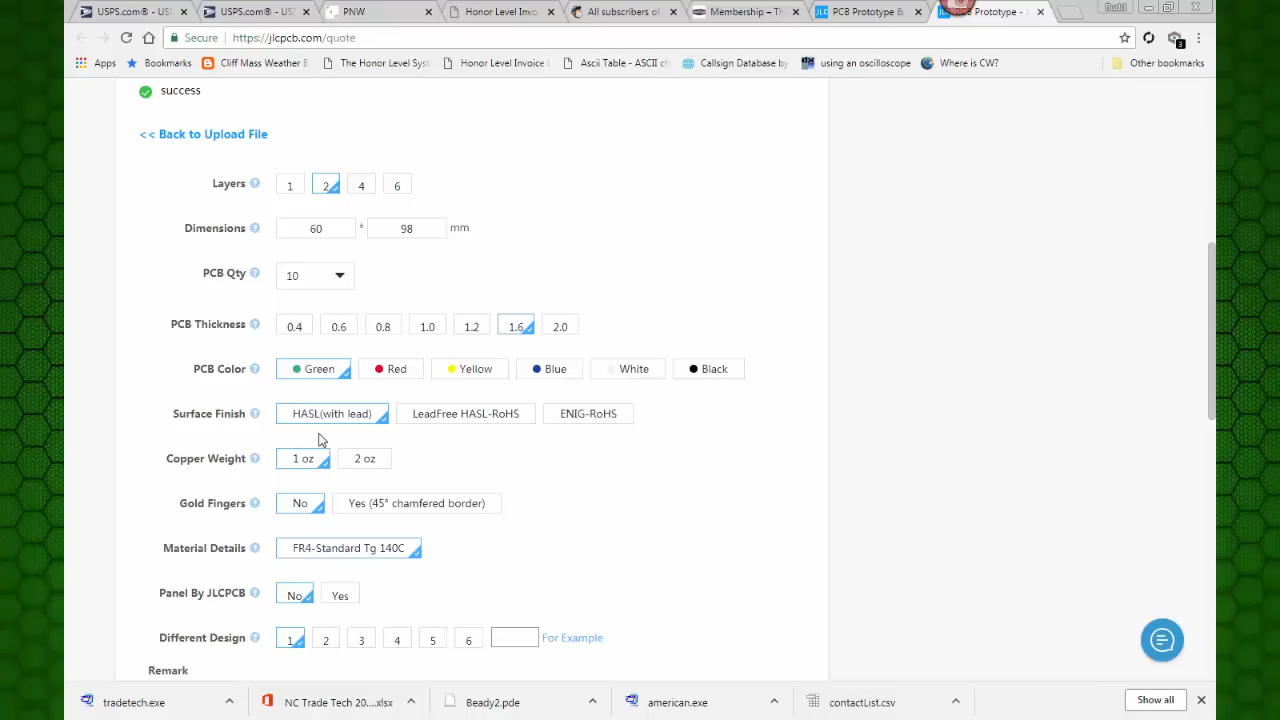 USPS.com® - US
USPS.com® - US
PNW
Honor Level Invo
All subscribers of
Membership – Th
PCB Prototype &
PCB Prototype -
Budd
Secure
https://jlcpcb.com/quote
3
Apps
Bookmarks
Cliff Mass Weather B
The Honor Level Sys
Honor Level Invoice
Ascii Table - ASCII ch
Callsign Database by
using an oscilloscope
Where is CW?
Other bookmarks
success
<< Back to Upload File
Layers ? 1 2 4 6
Dimensions ? 60 * 98 mm
PCB Qty ? 10
PCB Thickness ? 0.4 0.6 0.8 1.0 1.2 1.6 2.0
PCB Color ? Green Red Yellow Blue White Black
Surface Finish ? HASL(with lead) LeadFree HASL-RoHS ENIG-RoHS
Copper Weight ? 1 oz 2 oz
Gold Fingers ? No Yes (45° chamfered border)
Material Details ? FR4-Standard Tg 140C
Panel By JLCPCB ? No Yes
Different Design ? 1 2 3 4 5 6 For Example
Remark
tradetech.exe
NC Trade Tech 20....xlsx
Beady2.pde
american.exe
contactList.csv
Show all